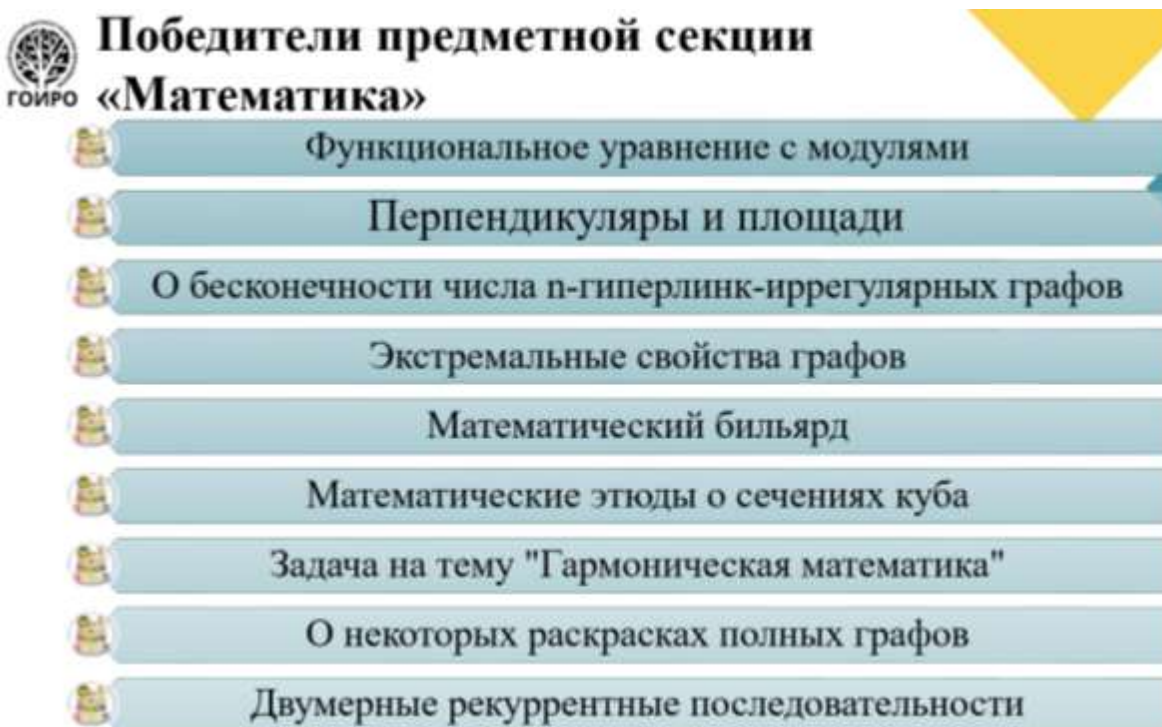 Победители предметной секции
ГОИРО «Математика»
Функциональное уравнение с модулями
Перпендикуляры и площади
О бесконечности числа n-гиперлинк-иррегулярных графов
Экстремальные свойства графов
Математический бильярд
Математические этюды о сечениях куба
Задача на тему "Гармоническая математика"
О некоторых раскрасках полных графов
Двумерные рекуррентные последовательности